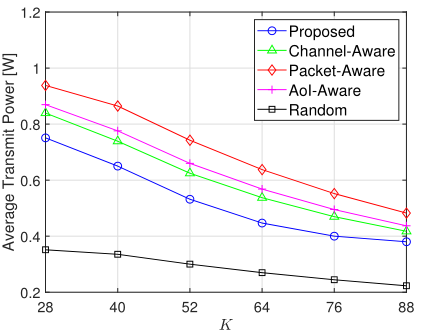 1.2
1
0.8
0.6
0.4
0.2
Average Transmit Power [W]
Proposed
Channel-Aware
Packet-Aware
AoI-Aware
Random
28 40 52 64 76 88
K